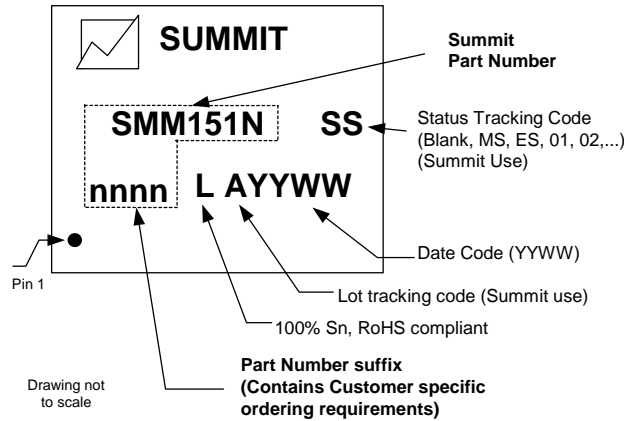 SUMMIT
Summit
Part Number
SMM151N SS
Status Tracking Code
(Blank, MS, ES, 01, 02,...)
(Summit Use)
nnnn L AYYWW
Date Code (YYWW)
Pin 1
Lot tracking code (Summit use)
100% Sn, RoHS compliant
Drawing not
to scale
Part Number suffix
(Contains Customer specific
ordering requirements)